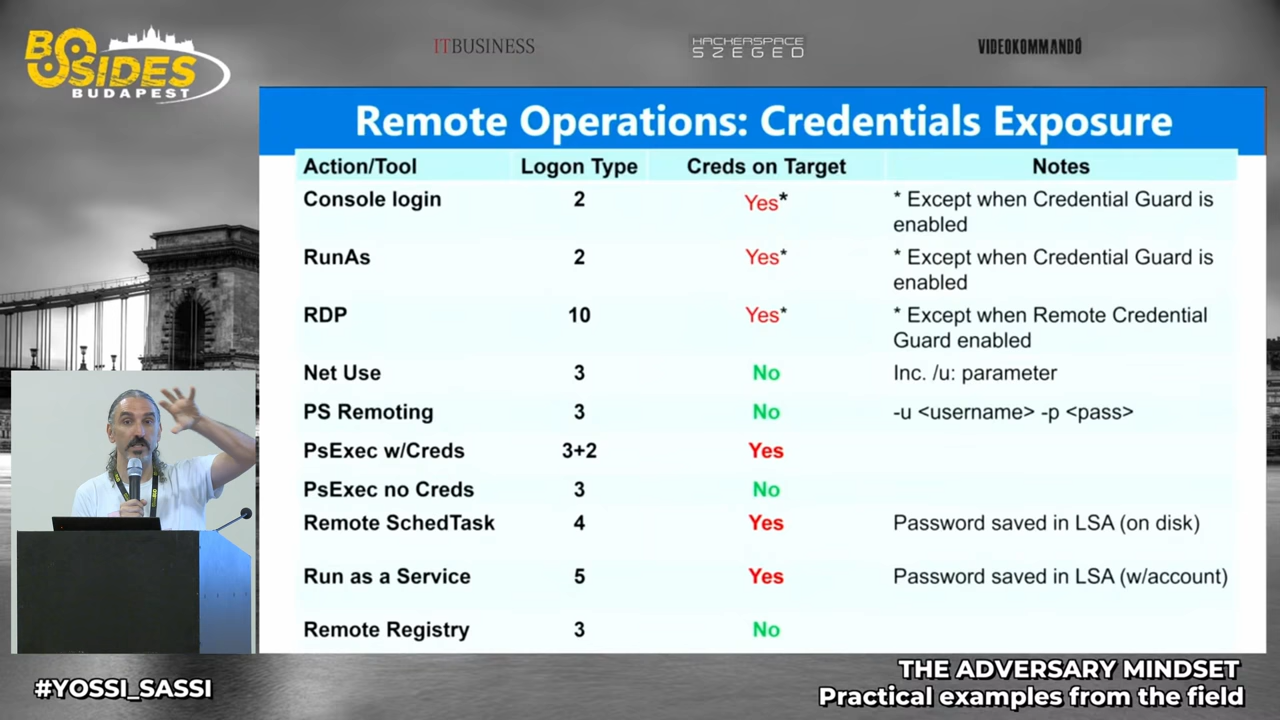 BSIDES
BUDAPEST
ITBUSINESS
HACKERSPACE
SZEGED
VIDEOKOMMANDÓ
Remote Operations: Credentials Exposure
Action/Tool Logon Type Creds on Target Notes
Console login 2 Yes* * Except when Credential Guard is
enabled
RunAs 2 Yes* * Except when Credential Guard is
enabled
RDP 10 Yes* * Except when Remote Credential
Guard enabled
Net Use 3 No Inc. /u: parameter
PS Remoting 3 No -u <username> -p <pass>
PsExec w/Creds 3+2 Yes
PsExec no Creds 3 No
Remote SchedTask 4 Yes Password saved in LSA (on disk)
Run as a Service 5 Yes Password saved in LSA (w/account)
Remote Registry 3 No
#YOSSI_SASSI
THE ADVERSARY MINDSET
Practical examples from the field